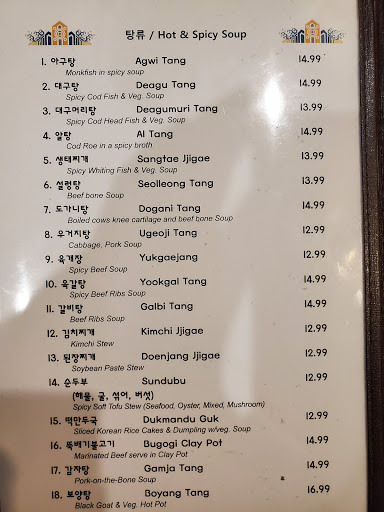 탕류 / Hot & Spicy Soup
1. 아구탕 Agwi Tang 14.99
Monkfish in spicy soup
2. 대구탕 Deagu Tang 14.99
Spicy Cod Fish & Veg. Soup
3. 대구머리탕 Deagumuri Tang 13.99
Spicy Cod Head Fish & Veg. Soup
4. 알탕 Al Tang 14.99
Cod Roe in a spicy broth
5. 생태찌개 Sangtae Jjigae 13.99
Spicy Whiting Fish & Veg. Soup
6. 설렁탕 Seolleong Tang 13.99
Beef bone Soup
7. 도가니탕 Dogani Tang 14.99
Boiled cows knee cartilage and beef bone Soup
8. 우거지탕 Ugeoji Tang 12.99
Cabbage, Pork Soup
9. 육개장 Yukgaejang 12.99
Spicy Beef Soup
10. 육갈탕 Yookgal Tang 14.99
Spicy Beef Ribs Soup
11. 갈비탕 Galbi Tang 14.99
Beef Ribs Soup
12. 김치찌개 Kimchi Jjigae 12.99
Kimchi Stew
13. 된장찌개 Doenjang Jjigae 12.99
Soybean Paste Stew
14. 순두부 Sundubu 12.99
(해물, 굴, 섞어, 버섯)
Spicy Soft Tofu Stew (Seafood, Oyster, Mixed, Mushroom)
15. 떡만두국 Dukmandu Guk 12.99
Sliced Korean Rice Cakes & Dumpling w/veg. Soup
16. 뚝배기불고기 Bugogi Clay Pot 14.99
Marinated Beef serve in Clay Pot
17. 감자탕 Gamja Tang 14.99
Pork-on-the-Bone Soup
18. 보양탕 Boyang Tang 16.99
Black Goat & Veg. Hot Pot